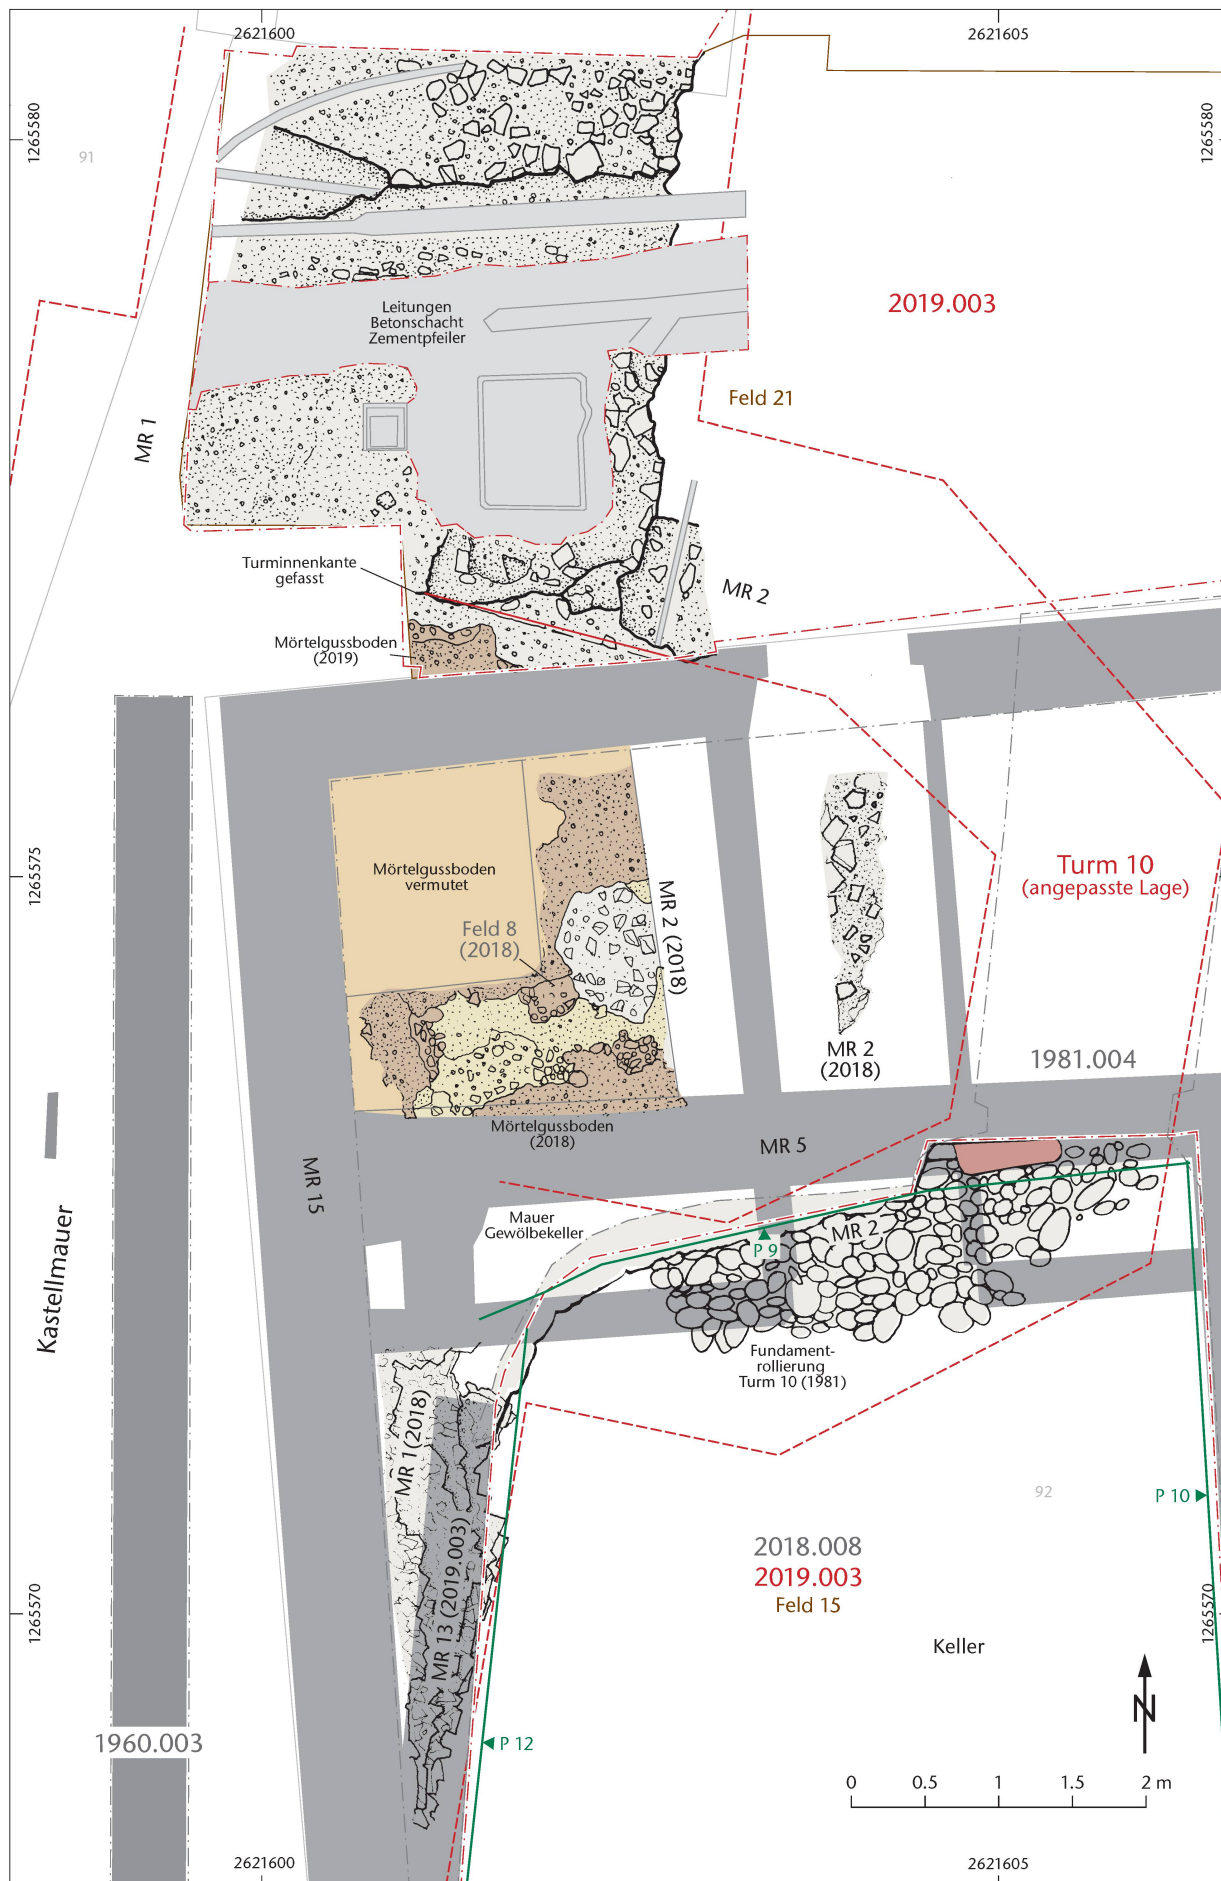 2621600
2621605
1265580
1265580
91
Leitungen
Betonschacht
Zementpfeiler
2019.003
Feld 21
MR 1
Turminnenkante
gefasst
MR 2
Mörtelgussboden
(2019)
1265575
Mörtelgussboden
vermutet
Feld 8
(2018)
MR 2 (2018)
Turm 10
(angepasste Lage)
MR 2
(2018)
1981.004
Mörtelgussboden
(2018)
MR 5
MR 15
Mauer
Gewölbekeller
MR 2
P 9
Kastellmauer
Fundament-
rollierung
Turm 10 (1981)
MR 1 (2018)
MR 13 (2019.003)
92
P 10
2018.008
2019.003
Feld 15
1265570
1265570
Keller
N
1960.003
P 12
0 0.5 1 1.5 2 m
2621600
2621605